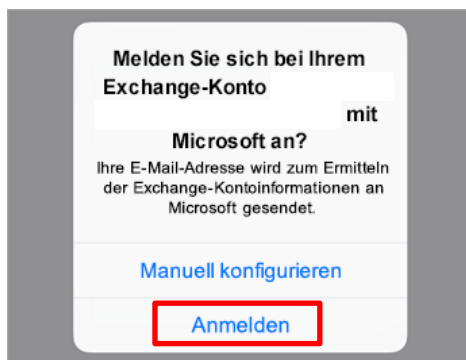 Melden Sie sich bei Ihrem
Exchange-Konto
mit
Microsoft an?
Ihre E-Mail-Adresse wird zum Ermitteln
der Exchange-Kontoinformationen an
Microsoft gesendet.
Manuell konfigurieren
Anmelden